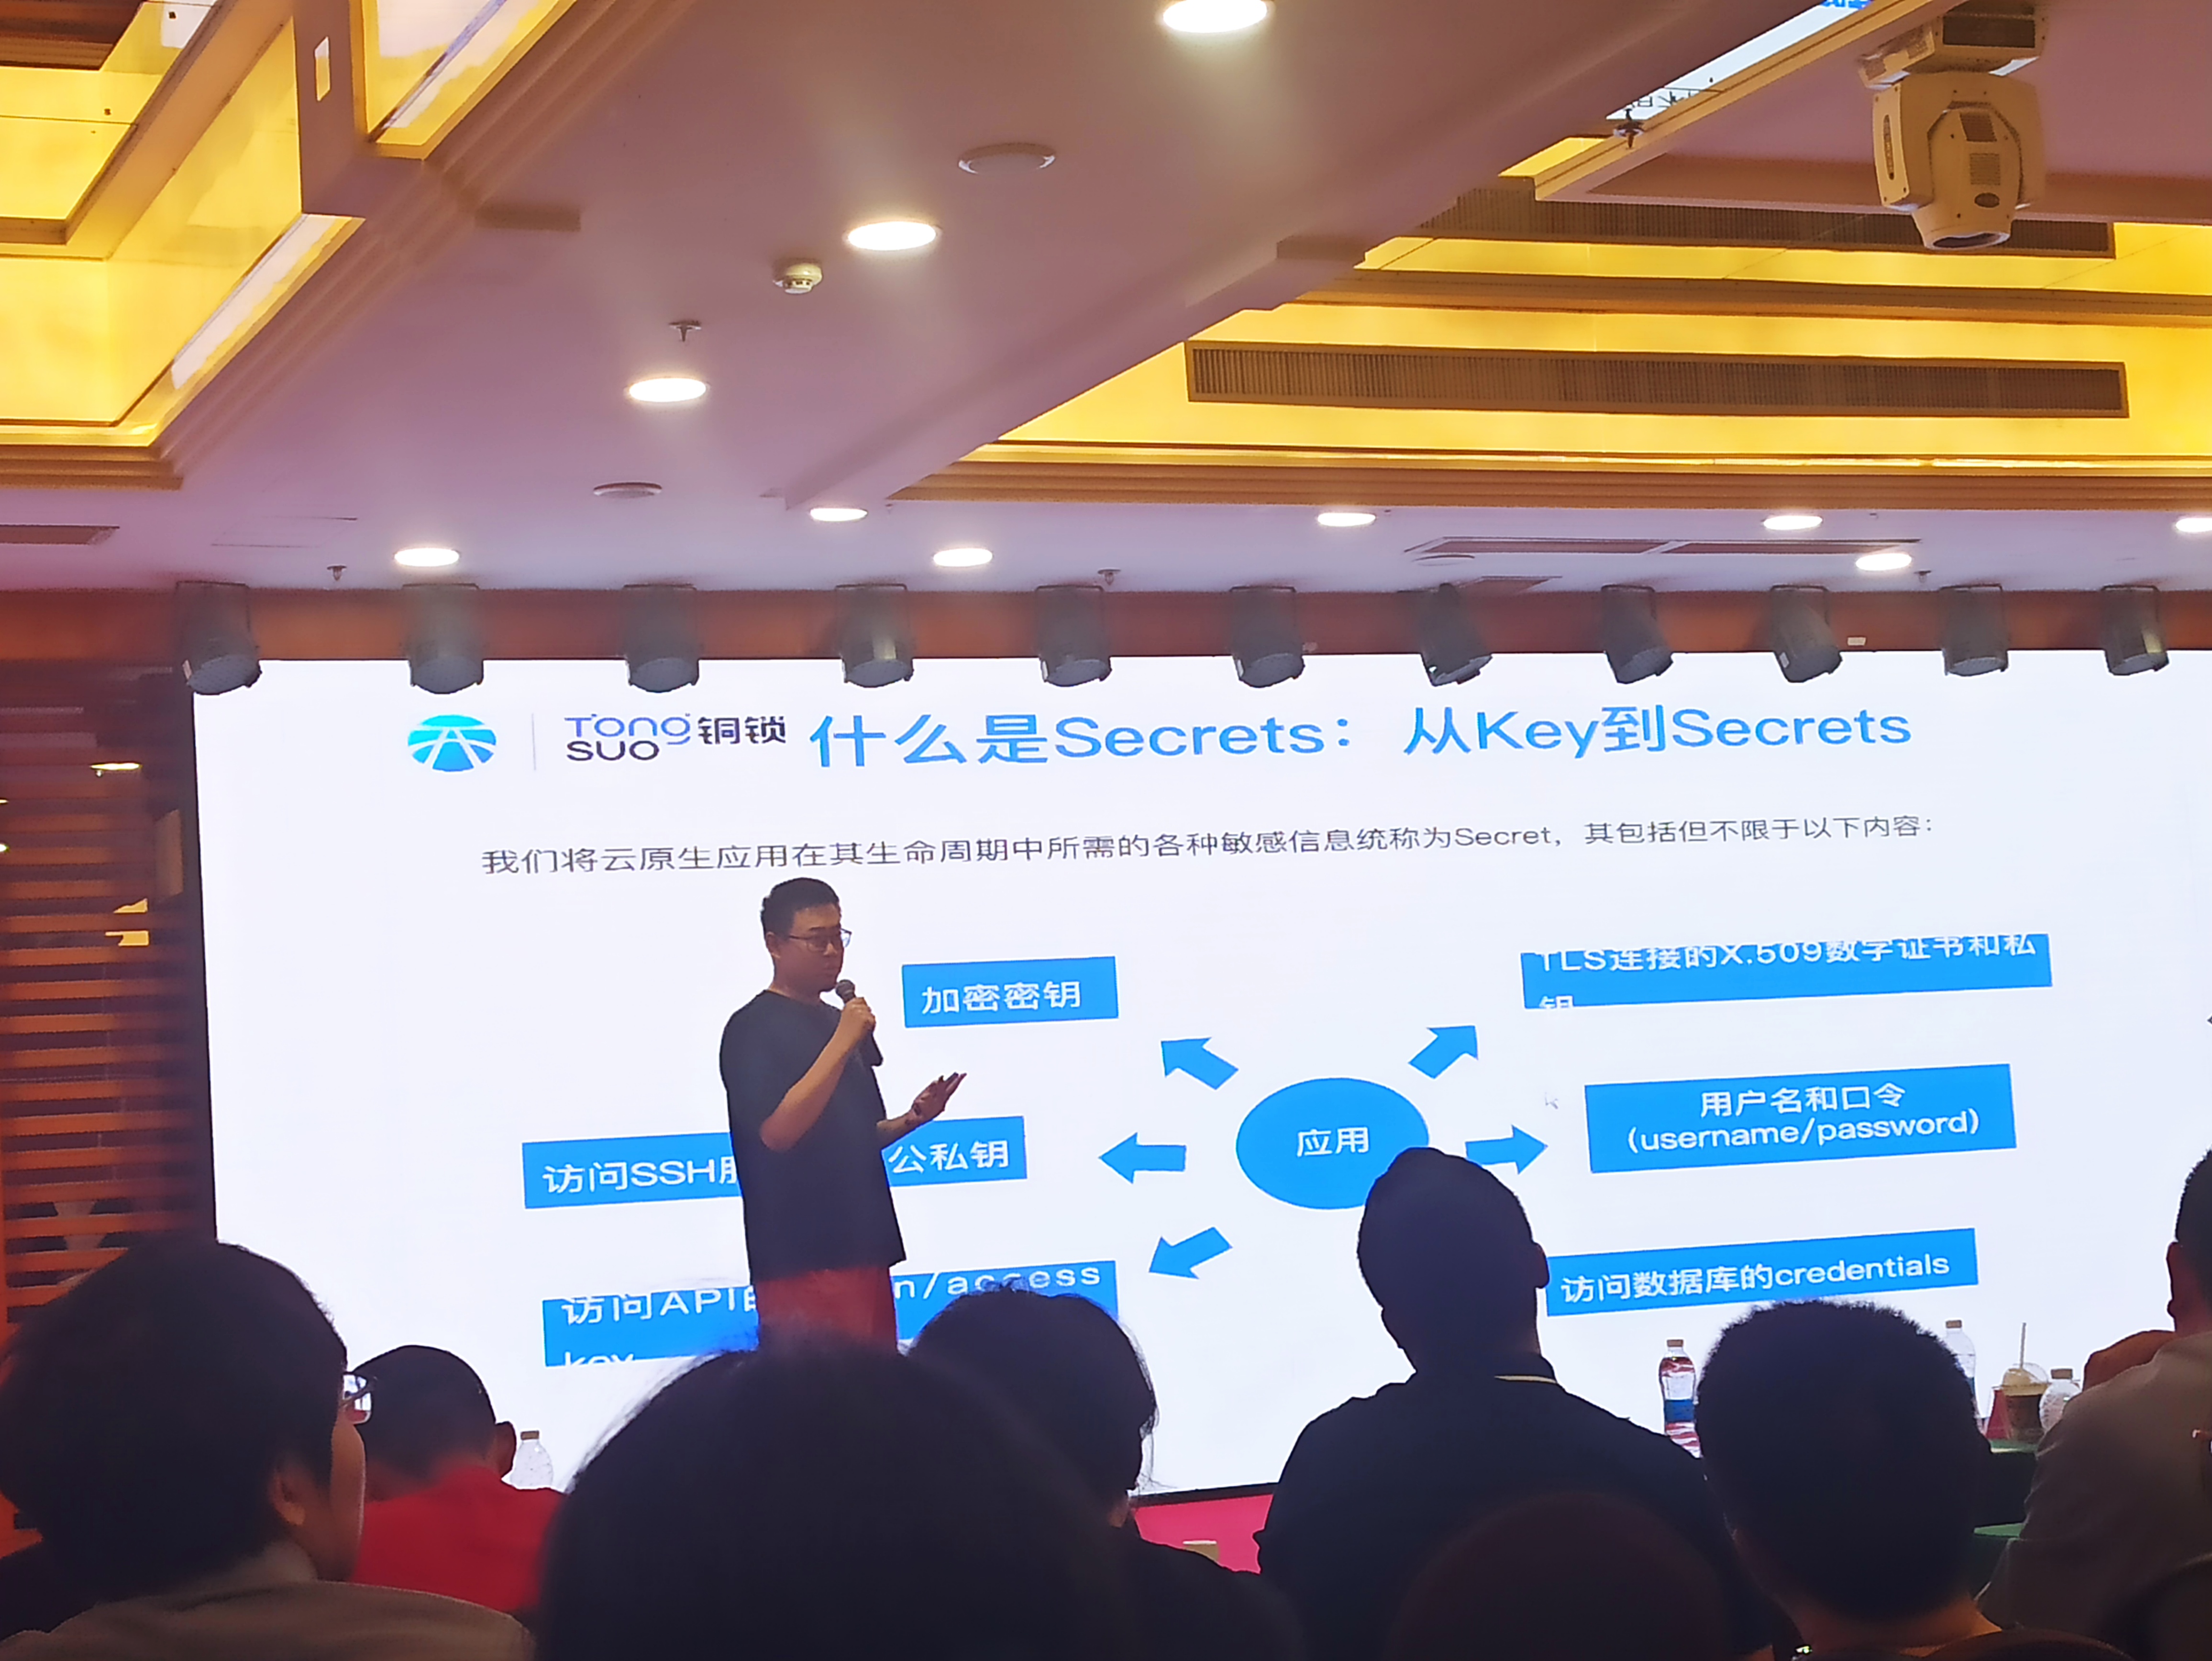 Tong
SUO
铜锁
什么是Secrets： 从Key到Secrets
我们将云原生应用在其生命周期中所需的各种敏感信息统称为Secret，其包括但不限于以下内容：
加密密钥
TLS连接的X.509数字证书和私
钥
访问SSH
公私钥
应用
用户名和口令
(username/password)
访问API
/access
key
访问数据库的credentials